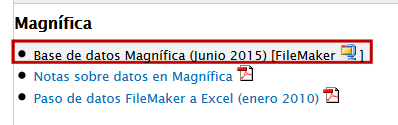 Magnífica
Base de datos Magnífica (Junio 2015) [FileMaker ]
Notas sobre datos en Magnífica
Paso de datos FileMaker a Excel (enero 2010)